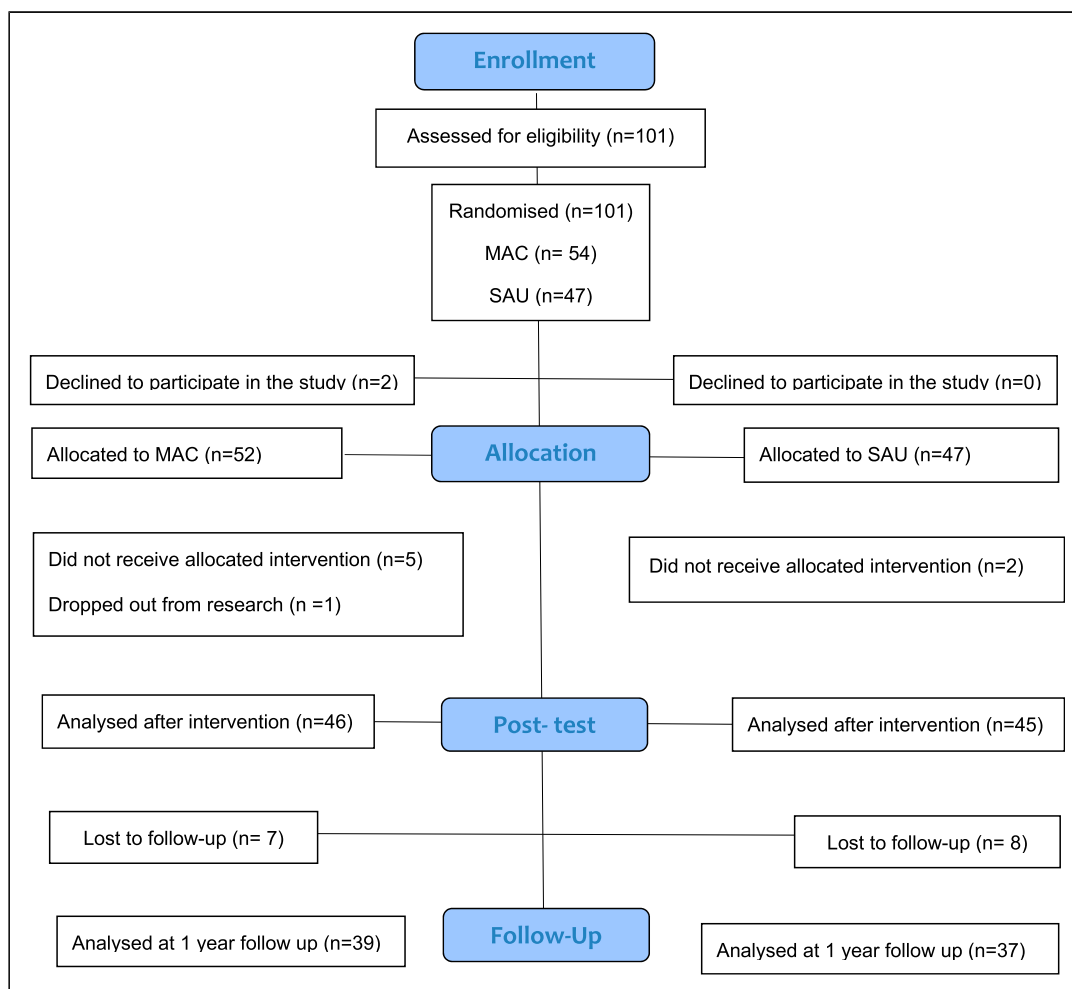 Enrollment
Assessed for eligibility (n=101)
Randomised (n=101)
MAC (n= 54)
SAU (n=47)
Declined to participate in the study (n=2)
Declined to participate in the study (n=0)
Allocated to MAC (n=52)
Allocation
Allocated to SAU (n=47)
Did not receive allocated intervention (n=5)
Dropped out from research (n =1)
Did not receive allocated intervention (n=2)
Analysed after intervention (n=46)
Post- test
Analysed after intervention (n=45)
Lost to follow-up (n= 7)
Lost to follow-up (n= 8)
Analysed at 1 year follow up (n=39)
Follow-Up
Analysed at 1 year follow up (n=37)